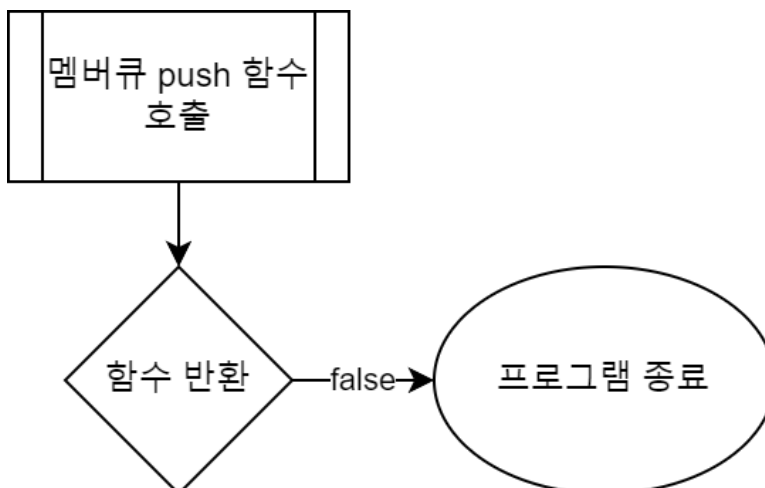 멤버큐 push 함수
호출
함수 반환
false
프로그램 종료